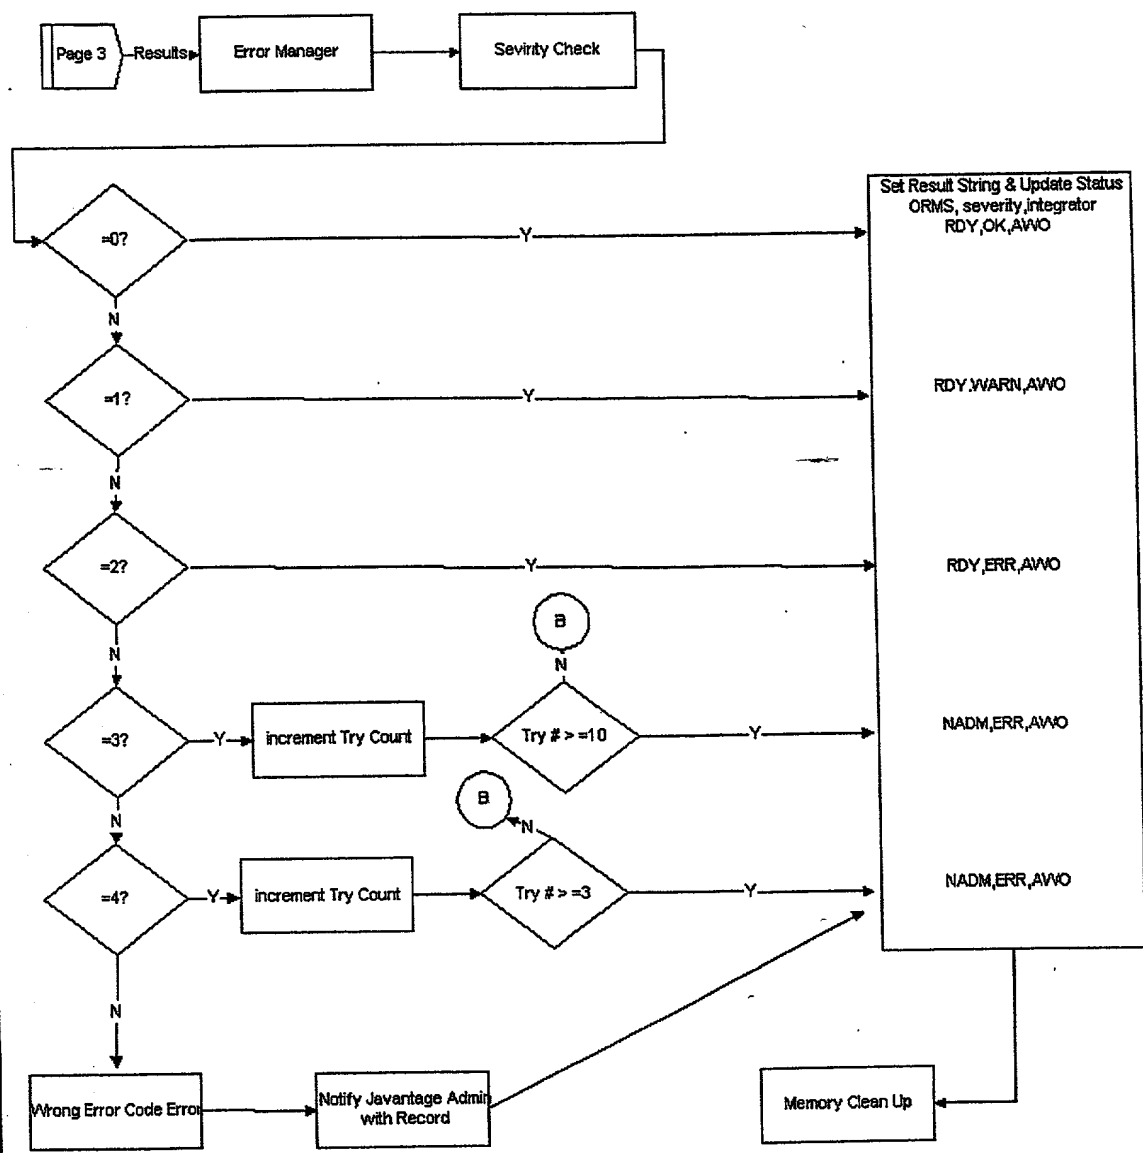 Page 3
Results
Error Manager
Sevirity Check
Set Result String & Update Status
ORMS, severity,integrator
RDY,OK,AWO
=0?
Y
N
=1?
Y
RDY.WARN,AWO
N
=2?
Y
RDY,ERR,AWO
B
N
N
=3?
Y
increment Try Count
Try # > =10
Y
NADM,ERR,AWO
B
N
N
=4?
Y
increment Try Count
Try # > =3
Y
NADM,ERR,AWO
N
Wrong Error Code Error
Notify Javantage Admin
with Record
Memory Clean Up